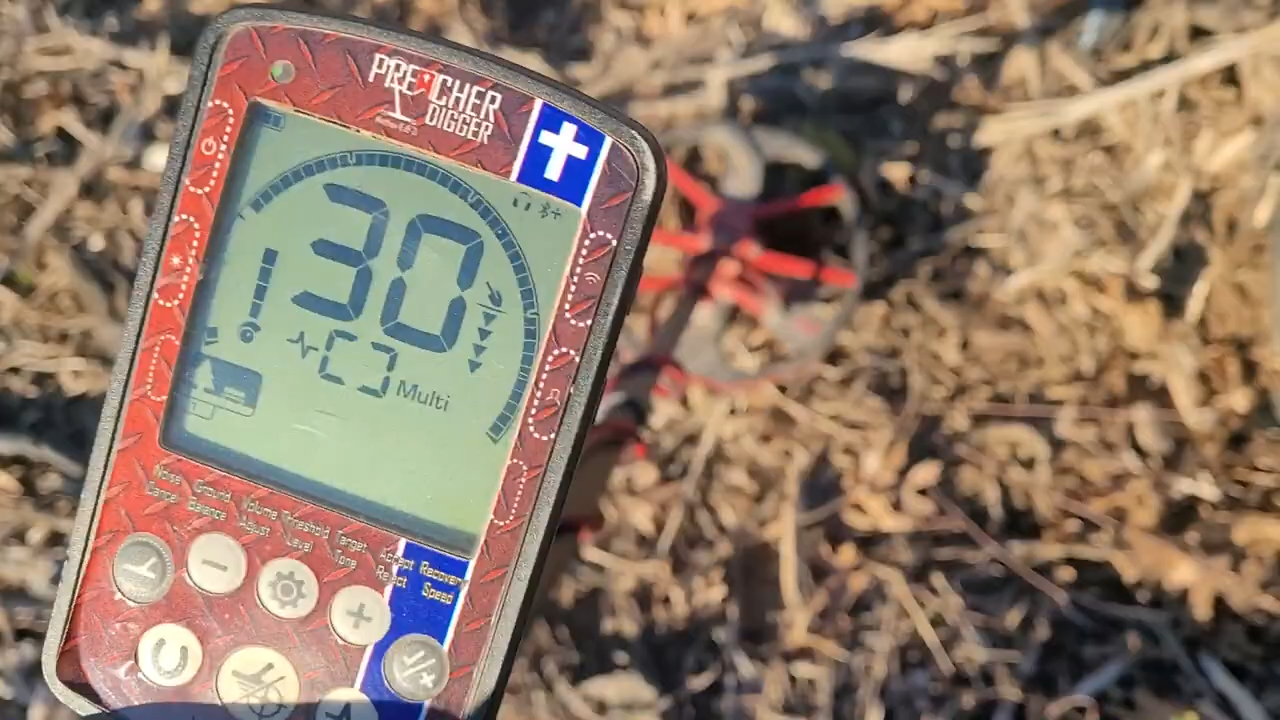 PREACHER
DIGGER
30
Multi
Noise Cancel
Ground Balance
Volume Adjust
Threshold Level
Target Tone
Accept Reject
Recovery Speed